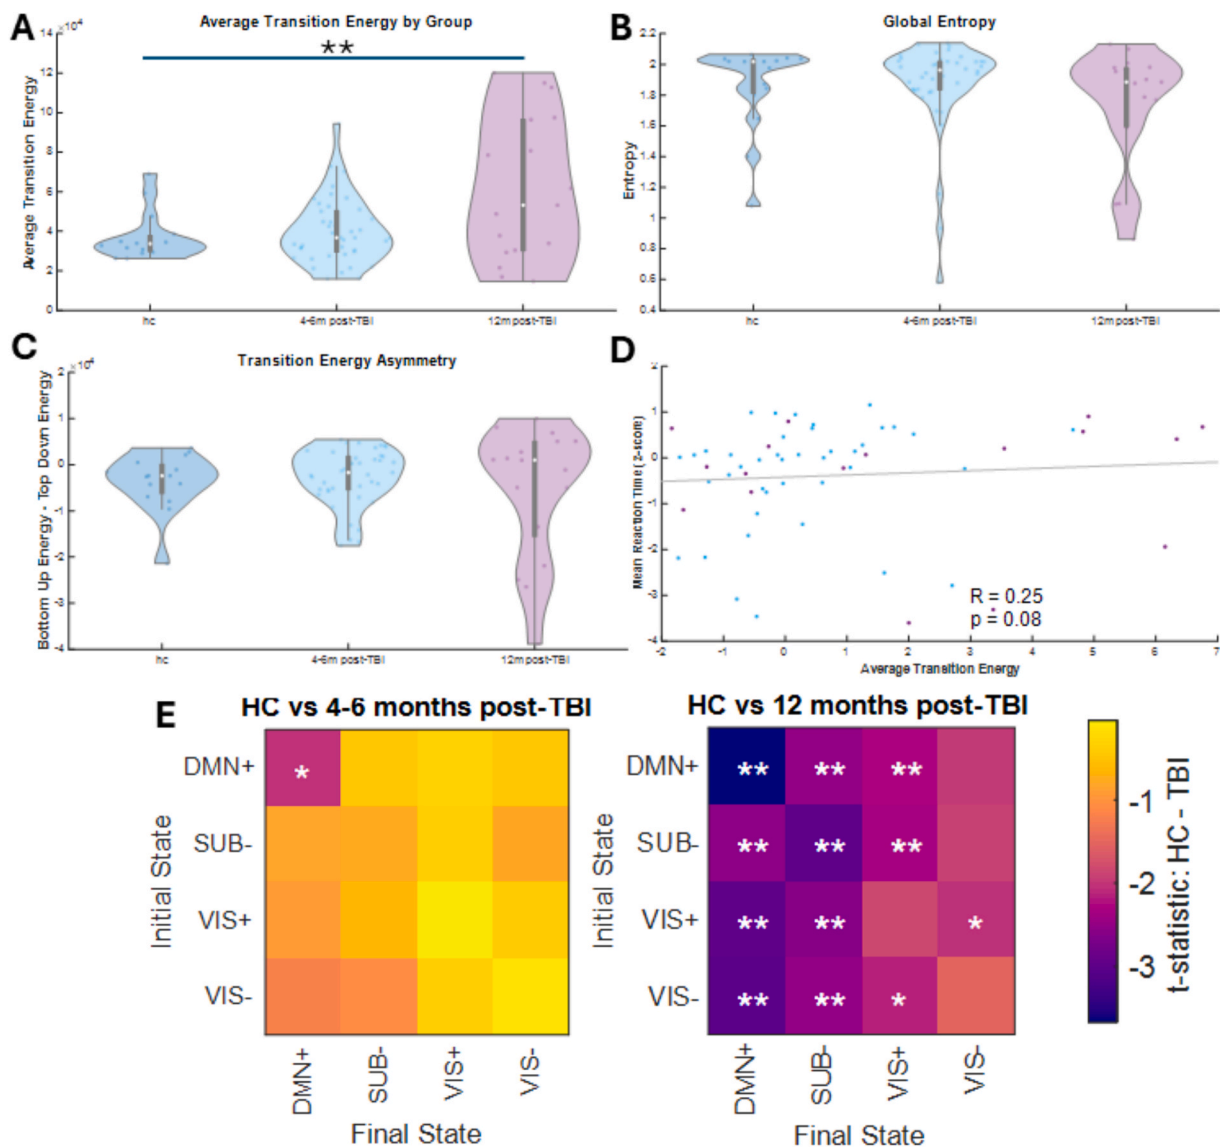 A
Average Transition Energy by Group
×10⁴
14
12
10
8
6
4
2
0
Average Transition Energy
**
hc
4-6m post-TBI
12m post-TBI
B
Global Entropy
2.2
2
1.8
1.6
1.4
1.2
1
0.8
0.6
0.4
Entropy
hc
4-6m post-TBI
12m post-TBI
C
Transition Energy Asymmetry
×10⁴
2
1
0
-1
-2
-3
-4
Bottom Up Energy - Top Down Energy
hc
4-6m post-TBI
12m post-TBI
D
2
1
0
-1
-2
-3
-4
Mean Reaction Time (Z-score)
R = 0.25
p = 0.08
-2 -1 0 1 2 3 4 5 6 7
Average Transition Energy
E
HC vs 4-6 months post-TBI
DMN+
*
SUB-
VIS+
VIS-
Initial State
DMN+ SUB- VIS+ VIS-
Final State
HC vs 12 months post-TBI
DMN+ ** ** **
SUB- ** ** **
VIS+ ** ** *
VIS- ** ** *
Initial State
DMN+ SUB- VIS+ VIS-
Final State
-1
-2
-3
t-statistic: HC - TBI